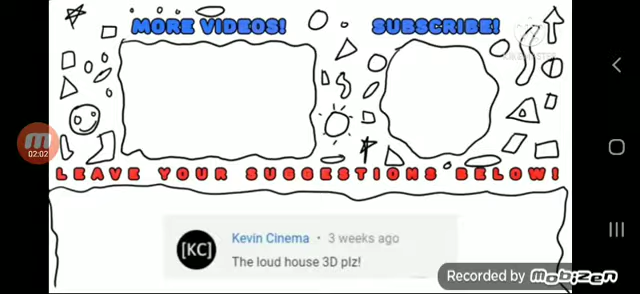 MORE VIDEOS!
SUBSCRIBE!
02:02
LEAVE YOUR SUGGESTIONS BELOW!
[KC]
Kevin Cinema • 3 weeks ago
The loud house 3D plz!
Recorded by Mobizen